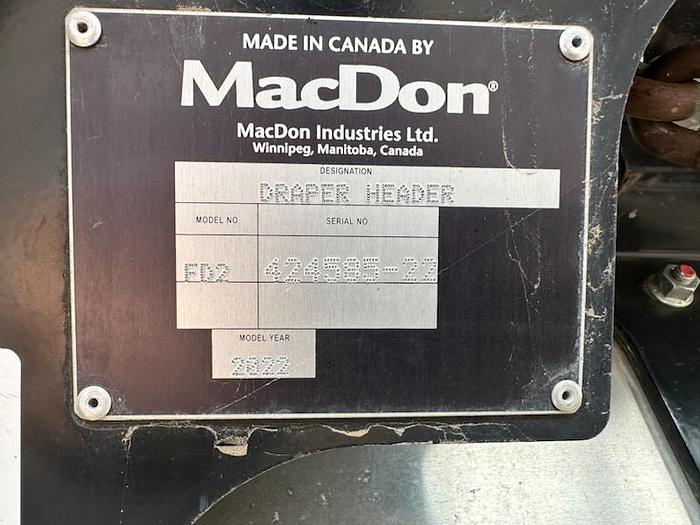 MADE IN CANADA BY
MacDon®
MacDon Industries Ltd.
Winnipeg, Manitoba, Canada
DESIGNATION
DRAPER HEADER
MODEL NO.
SERIAL NO.
FD2
424585-22
MODEL YEAR
2022